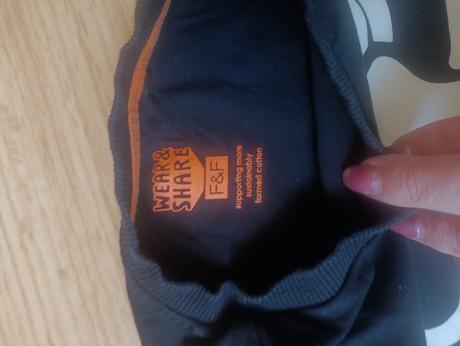 WEAR&
SHARE
F&F
supporting more
sustainably
farmed cotton